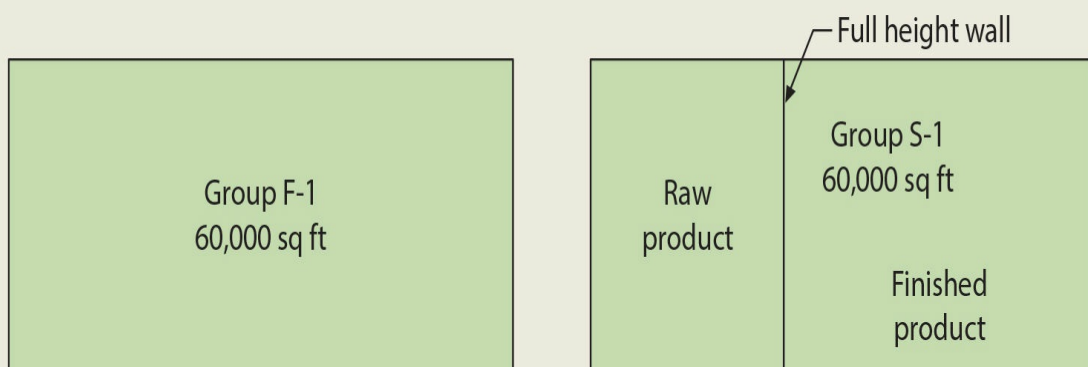 Full height wall
Group F-1
60,000 sq ft
Raw
product
Group S-1
60,000 sq ft
Finished
product